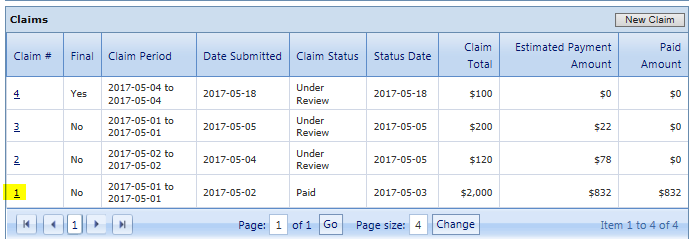 Claims New Claim
Claim # Final Claim Period Date Submitted Claim Status Status Date Claim Total Estimated Payment Amount Paid Amount
4 Yes 2017-05-04 to 2017-05-04 2017-05-18 Under Review 2017-05-18 $100 $0 $0
3 No 2017-05-01 to 2017-05-01 2017-05-05 Under Review 2017-05-05 $200 $22 $0
2 No 2017-05-02 to 2017-05-02 2017-05-04 Under Review 2017-05-05 $120 $78 $0
1 No 2017-05-01 to 2017-05-01 2017-05-02 Paid 2017-05-03 $2,000 $832 $832
1 Page: 1 of 1 Go Page size: 4 Change Item 1 to 4 of 4